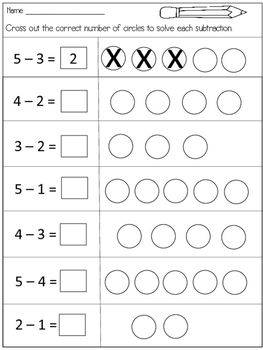 Name
Cross out the correct number of circles to solve each subtraction
5 – 3 = 2 X X X
4 – 2 =
3 – 2 =
5 – 1 =
4 – 3 =
5 – 4 =
2 – 1 =